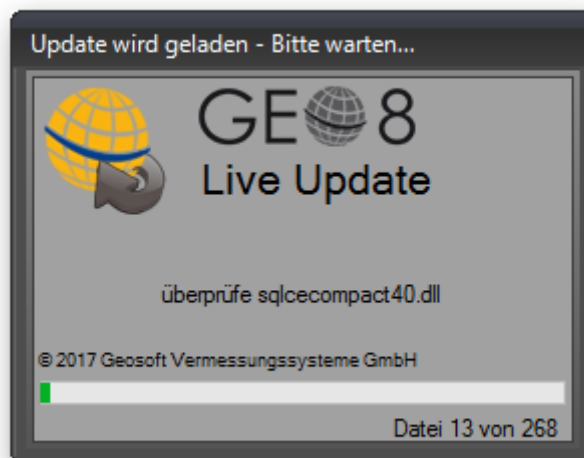 Update wird geladen - Bitte warten...
GEO 8
Live Update
überprüfe sqlcecompact40.dll
© 2017 Geosoft Vermessungssysteme GmbH
Datei 13 von 268